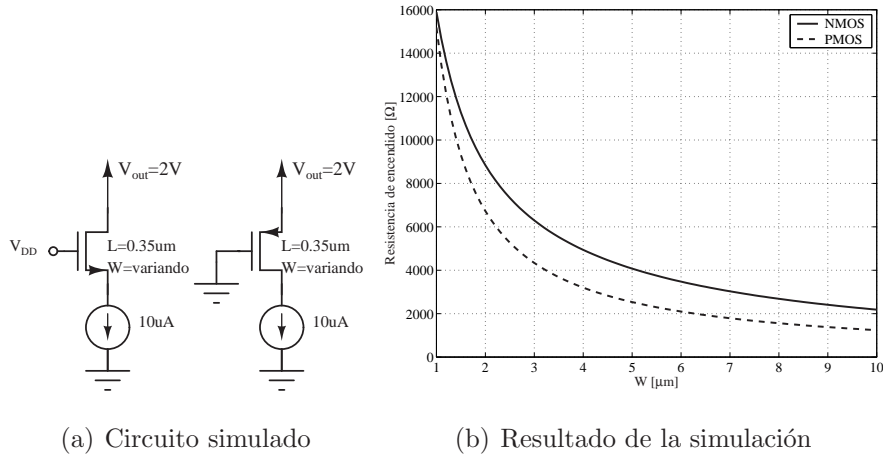 V_out=2V
V_out=2V
V_DD
L=0.35um
W=variando
L=0.35um
W=variando
10uA
10uA
(a) Circuito simulado
NMOS
PMOS
16000
14000
12000
10000
8000
6000
4000
2000
0
Resistencia de encendido [Ω]
1 2 3 4 5 6 7 8 9 10
W [μm]
(b) Resultado de la simulación